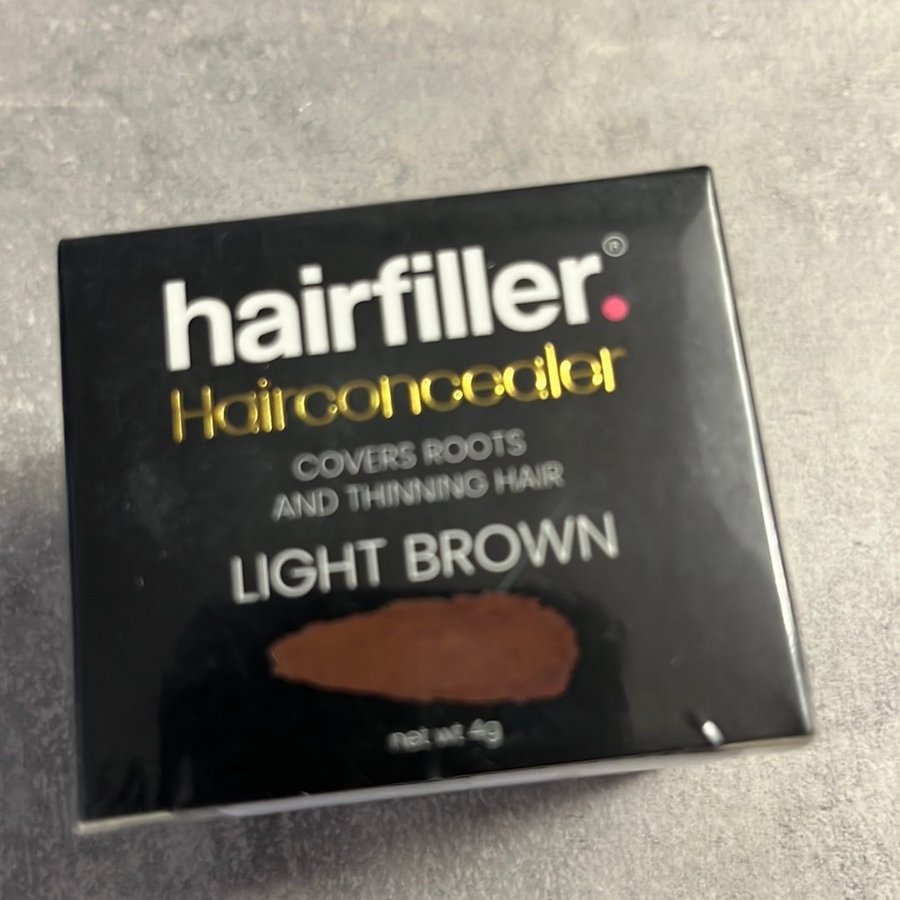 hairfiller.®
Hairconcealer
COVERS ROOTS
AND THINNING HAIR
LIGHT BROWN
net wt 4g